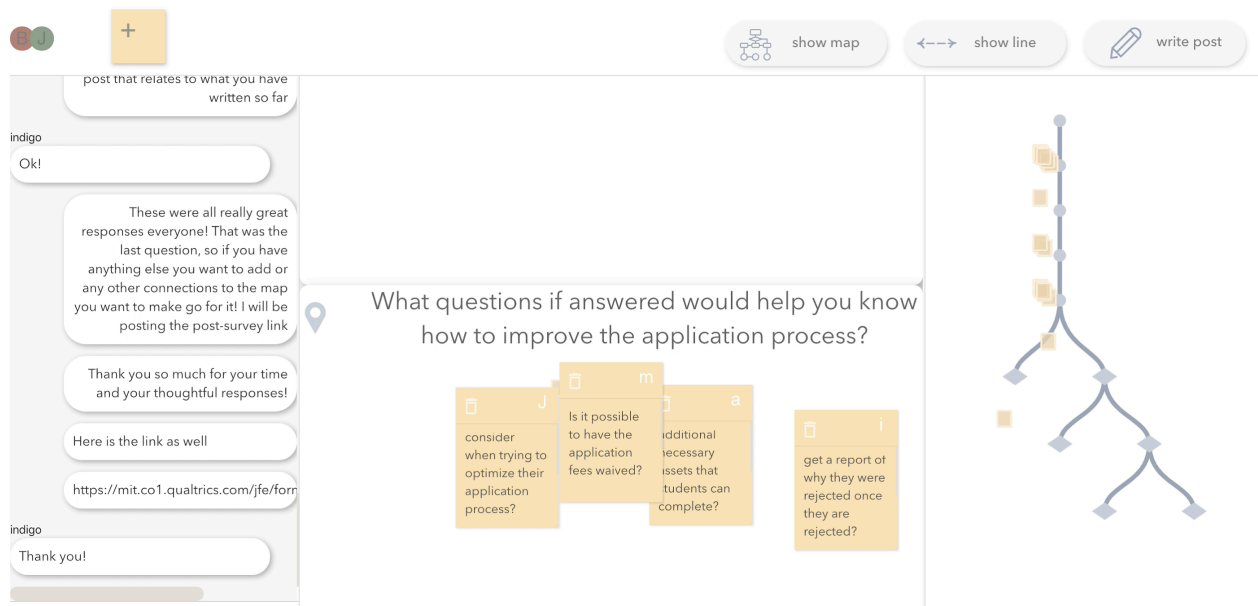 B J
+
show map
show line
write post
post that relates to what you have
written so far
indigo
Ok!
These were all really great
responses everyone! That was the
last question, so if you have
anything else you want to add or
any other connections to the map
you want to make go for it! I will be
posting the post-survey link
Thank you so much for your time
and your thoughtful responses!
Here is the link as well
https://mit.co1.qualtrics.com/jfe/forn
indigo
Thank you!
What questions if answered would help you know
how to improve the application process?
J
consider
when trying to
optimize their
application
process?
m
Is it possible
to have the
application
fees waived?
a
additional
necessary
assets that
students can
complete?
i
get a report of
why they were
rejected once
they are
rejected?